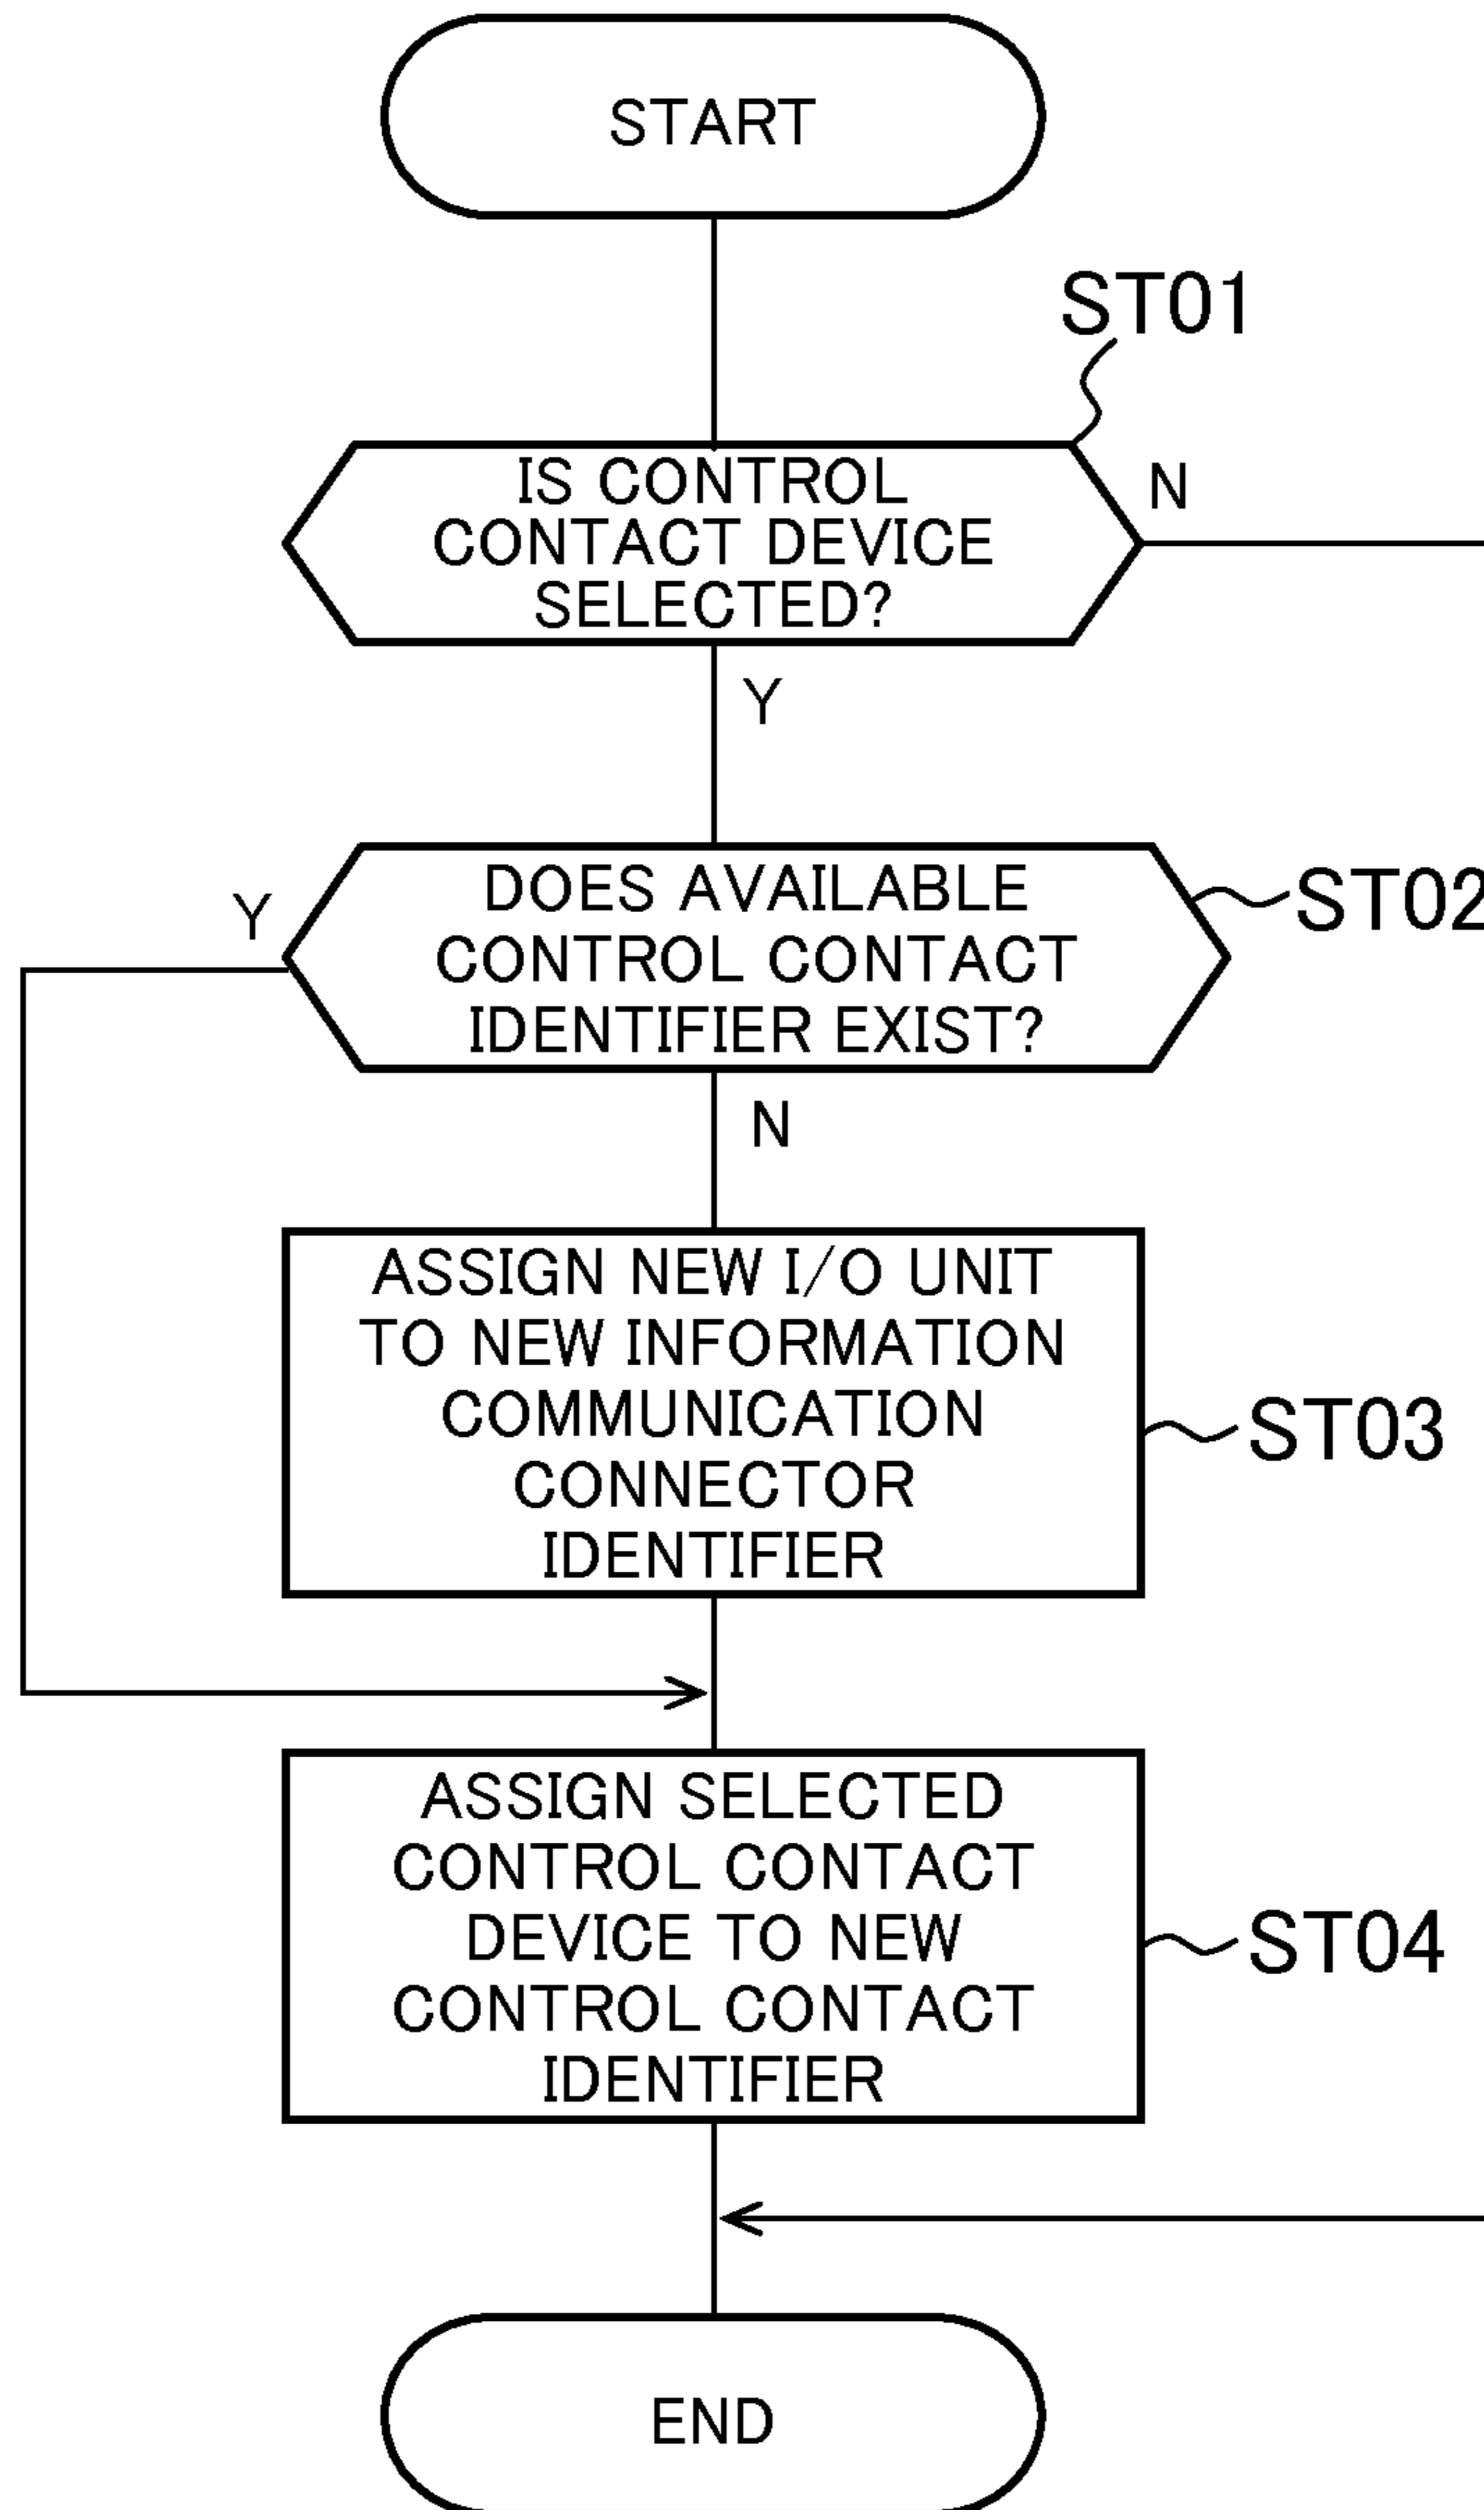 START
ST01
IS CONTROL
CONTACT DEVICE
SELECTED?
N
Y
DOES AVAILABLE
CONTROL CONTACT
IDENTIFIER EXIST?
Y
ST02
N
ASSIGN NEW I/O UNIT
TO NEW INFORMATION
COMMUNICATION
CONNECTOR
IDENTIFIER
ST03
ASSIGN SELECTED
CONTROL CONTACT
DEVICE TO NEW
CONTROL CONTACT
IDENTIFIER
ST04
END